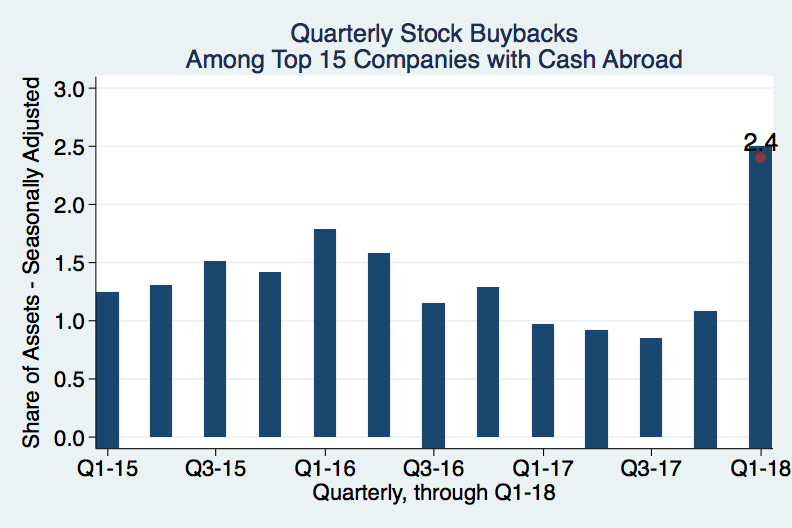 Quarterly Stock Buybacks
Among Top 15 Companies with Cash Abroad
Share of Assets - Seasonally Adjusted
3.0
2.5
2.0
1.5
1.0
0.5
0.0
2.4
Q1-15
Q3-15
Q1-16
Q3-16
Q1-17
Q3-17
Q1-18
Quarterly, through Q1-18